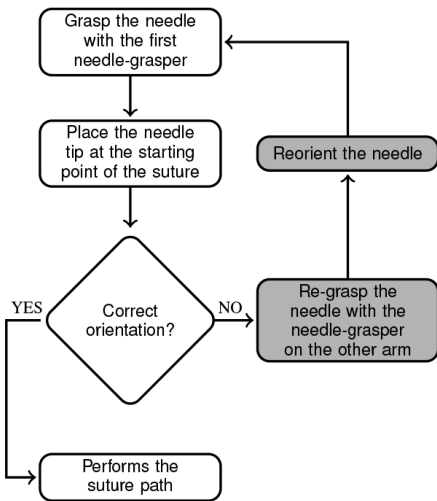 Grasp the needle
with the first
needle-grasper
Place the needle
tip at the starting
point of the suture
Reorient the needle
YES
Correct
orientation?
NO
Re-grasp the
needle with the
needle-grasper
on the other arm
Performs the
suture path